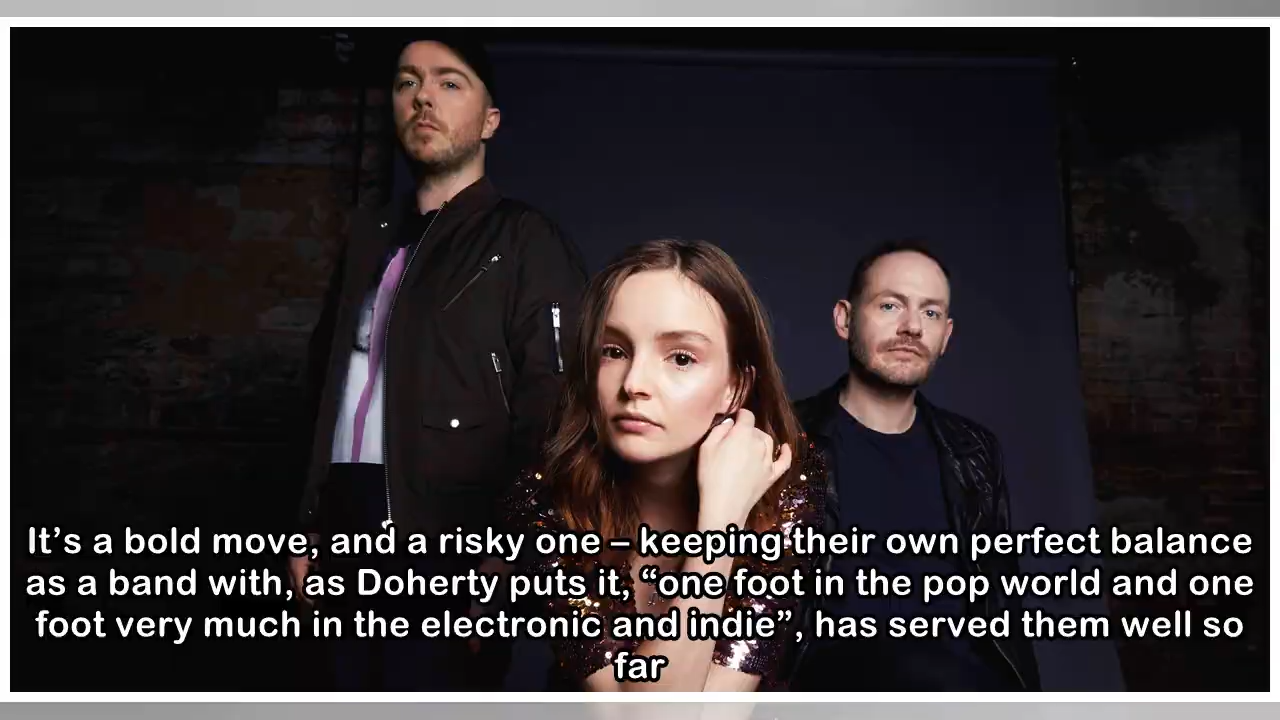 It’s a bold move, and a risky one – keeping their own perfect balance
as a band with, as Doherty puts it, “one foot in the pop world and one
foot very much in the electronic and indie”, has served them well so
far